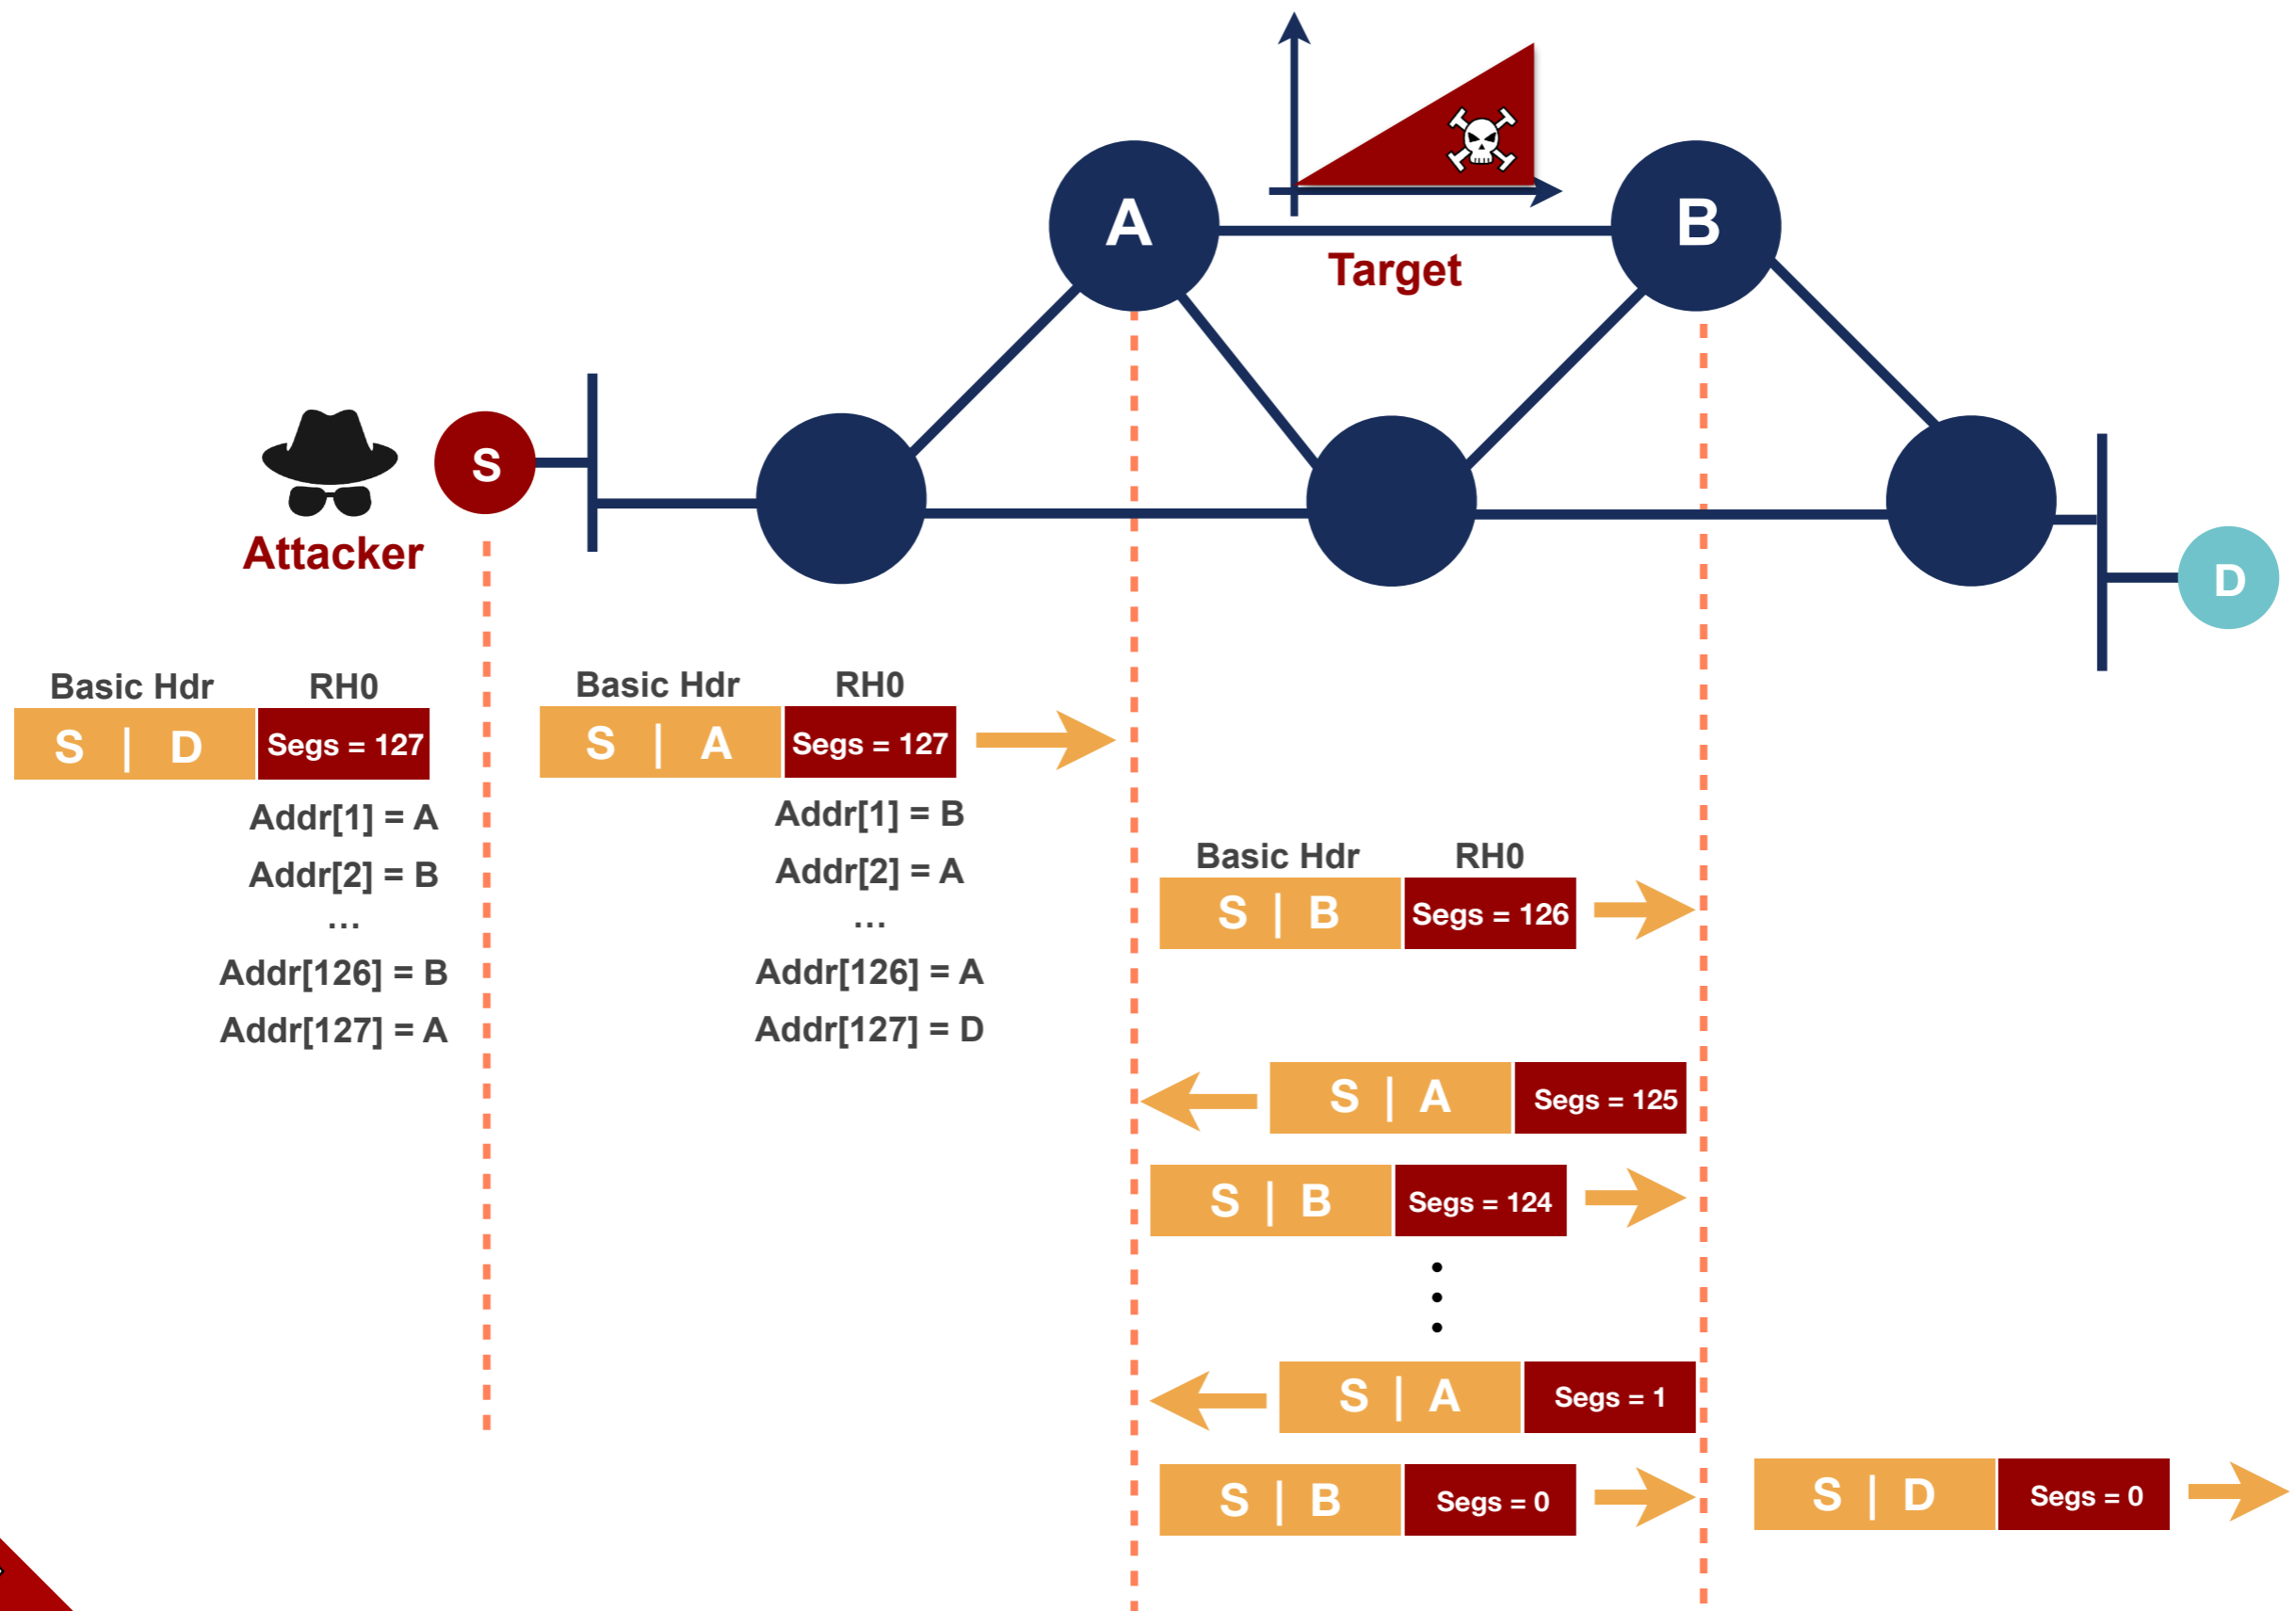 A
B
Target
S
Attacker
D
Basic Hdr RH0
S | D Segs = 127
Addr[1] = A
Addr[2] = B
...
Addr[126] = B
Addr[127] = A
Basic Hdr RH0
S | A Segs = 127
Addr[1] = B
Addr[2] = A
...
Addr[126] = A
Addr[127] = D
Basic Hdr RH0
S | B Segs = 126
S | A Segs = 125
S | B Segs = 124
S | A Segs = 1
S | B Segs = 0
S | D Segs = 0